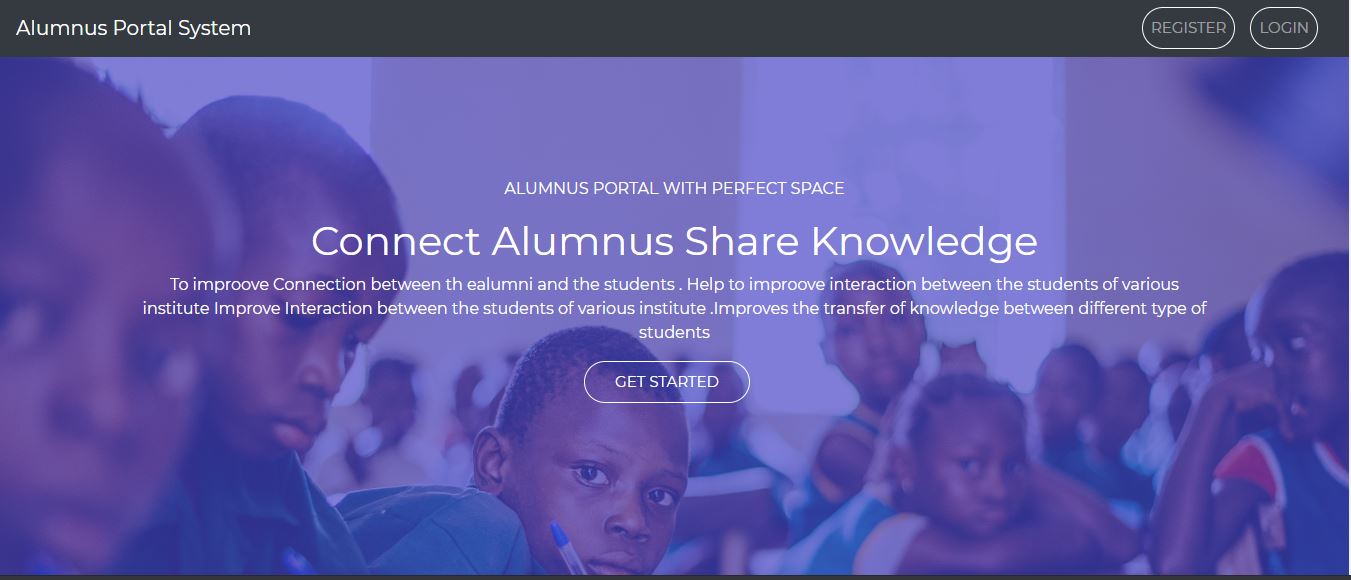 Alumnus Portal System
REGISTER
LOGIN
ALUMNUS PORTAL WITH PERFECT SPACE
Connect Alumnus Share Knowledge
To improove Connection between th ealumni and the students . Help to improove interaction between the students of various
institute Improve Interaction between the students of various institute .Improves the transfer of knowledge between different type of
students
GET STARTED